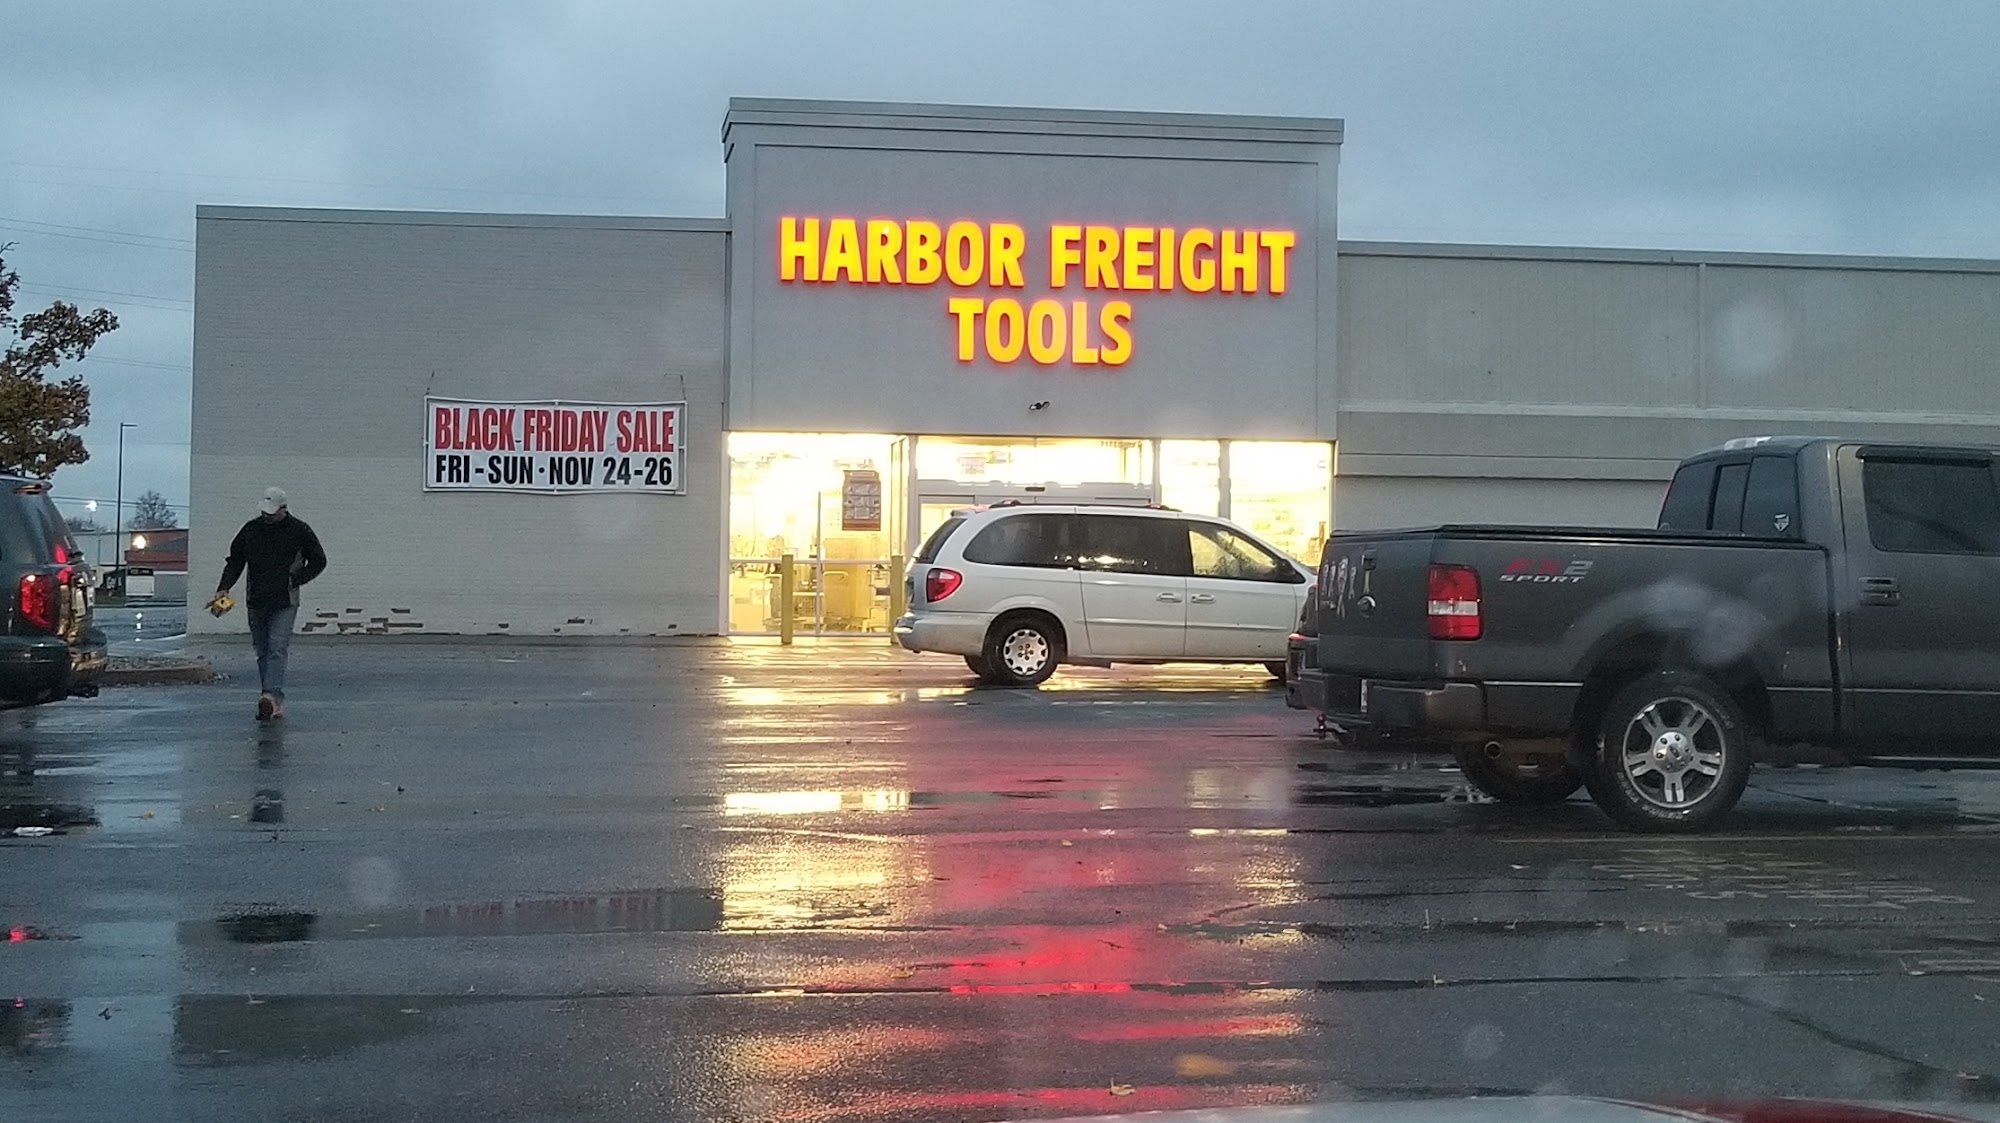 HARBOR FREIGHT
TOOLS
BLACK FRIDAY SALE
FRI - SUN · NOV 24-26
FX2
SPORT